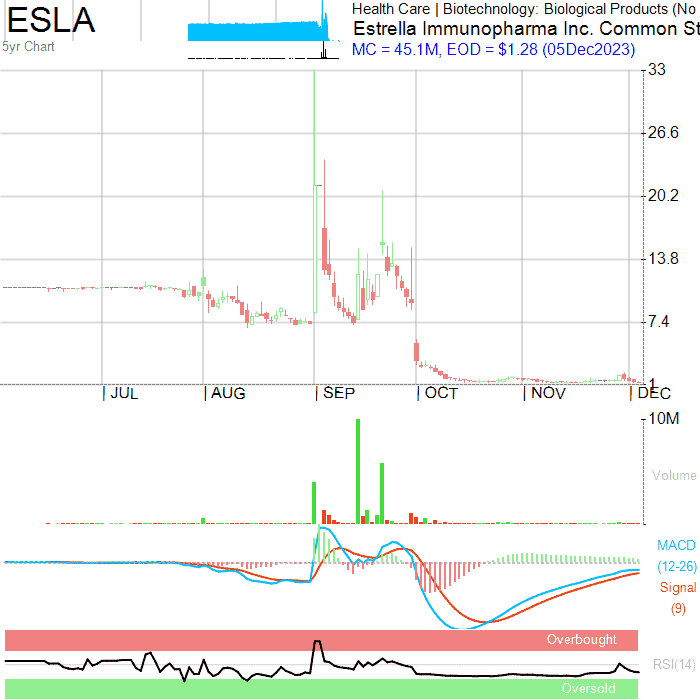 ESLA
5yr Chart
Health Care | Biotechnology: Biological Products (No
Estrella Immunopharma Inc. Common St
MC = 45.1M, EOD = $1.28 (05Dec2023)
33
26.6
20.2
13.8
7.4
1
JUL
AUG
SEP
OCT
NOV
DEC
10M
Volume
MACD
(12-26)
Signal
(9)
Overbought
RSI(14)
Oversold